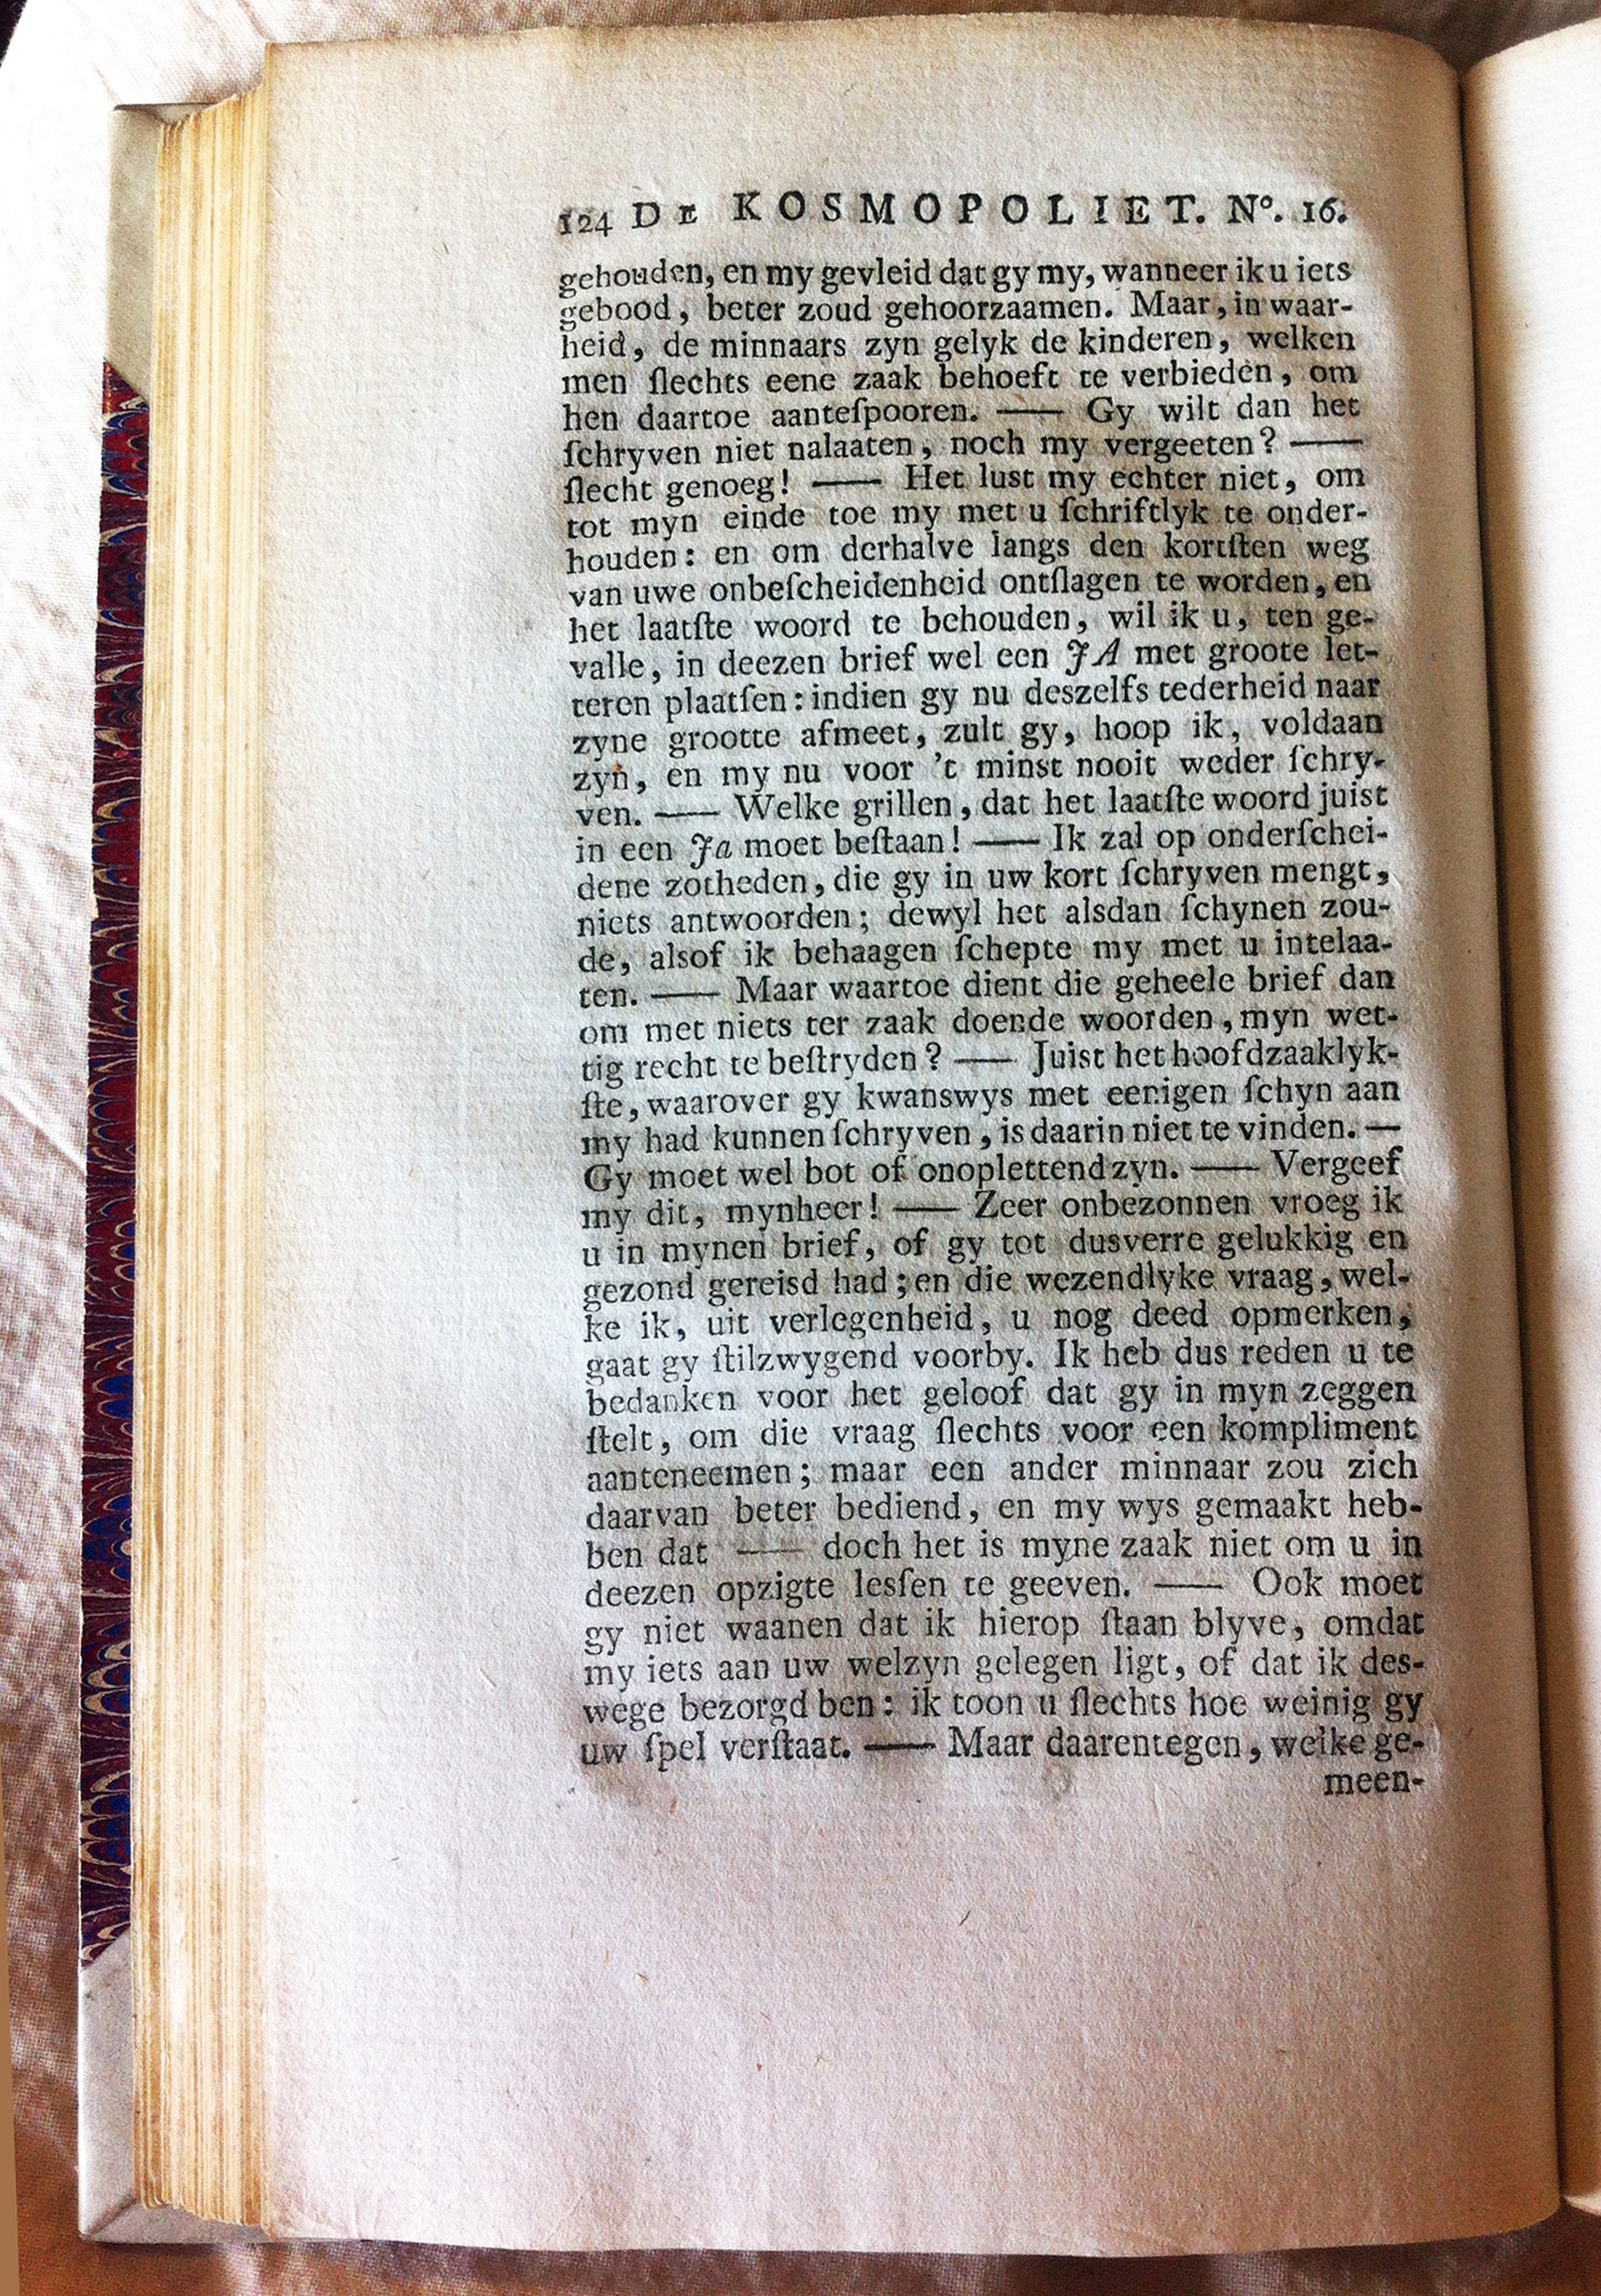 124 DE KOSMOPOLIET. Nº. 16.
gehouden, en my gevleid dat gy my, wanneer ik u iets
gebood, beter zoud gehoorzaamen. Maar, in waar-
heid, de minnaars zyn gelyk de kinderen, welken
men ſlechts eene zaak behoeft te verbieden, om
hen daartoe aanteſpooren. —— Gy wilt dan het
ſchryven niet nalaaten, noch my vergeeten? ——
ſlecht genoeg! —— Het lust my echter niet, om
tot myn einde toe my met u ſchriftlyk te onder-
houden: en om derhalve langs den kortſten weg
van uwe onbeſcheidenheid ontſlagen te worden, en
het laatſte woord te behouden, wil ik u, ten ge-
valle, in deezen brief wel een JA met groote let-
teren plaatſen: indien gy nu deszelfs tederheid naar
zyne grootte afmeet, zult gy, hoop ik, voldaan
zyn, en my nu voor 't minst nooit weder ſchry-
ven. —— Welke grillen, dat het laatſte woord juist
in een Ja moet beſtaan! —— Ik zal op onderſchei-
dene zotheden, die gy in uw kort ſchryven mengt,
niets antwoorden; dewyl het alsdan ſchynen zou-
de, alsof ik behaagen ſchepte my met u intelaa-
ten. —— Maar waartoe dient die geheele brief dan
om met niets ter zaak doende woorden, myn wet-
tig recht te beſtryden? —— Juist het hoofdzaaklyk-
ſte, waarover gy kwanswys met eenigen ſchyn aan
my had kunnen ſchryven, is daarin niet te vinden. —
Gy moet wel bot of onoplettend zyn. —— Vergeef
my dit, mynheer! —— Zeer onbezonnen vroeg ik
u in mynen brief, of gy tot dusverre gelukkig en
gezond gereisd had; en die wezendlyke vraag, wel-
ke ik, uit verlegenheid, u nog deed opmerken,
gaat gy ſtilzwygend voorby. Ik heb dus reden u te
bedanken voor het geloof dat gy in myn zeggen
ſtelt, om die vraag ſlechts voor een kompliment
aanteneemen; maar een ander minnaar zou zich
daarvan beter bediend, en my wys gemaakt heb-
ben dat —— doch het is myne zaak niet om u in
deezen opzigte lesſen te geeven. —— Ook moet
gy niet waanen dat ik hierop ſtaan blyve, omdat
my iets aan uw welzyn gelegen ligt, of dat ik des-
wege bezorgd ben: ik toon u ſlechts hoe weinig gy
uw ſpel verſtaat. —— Maar daarentegen, welke ge-
meen-